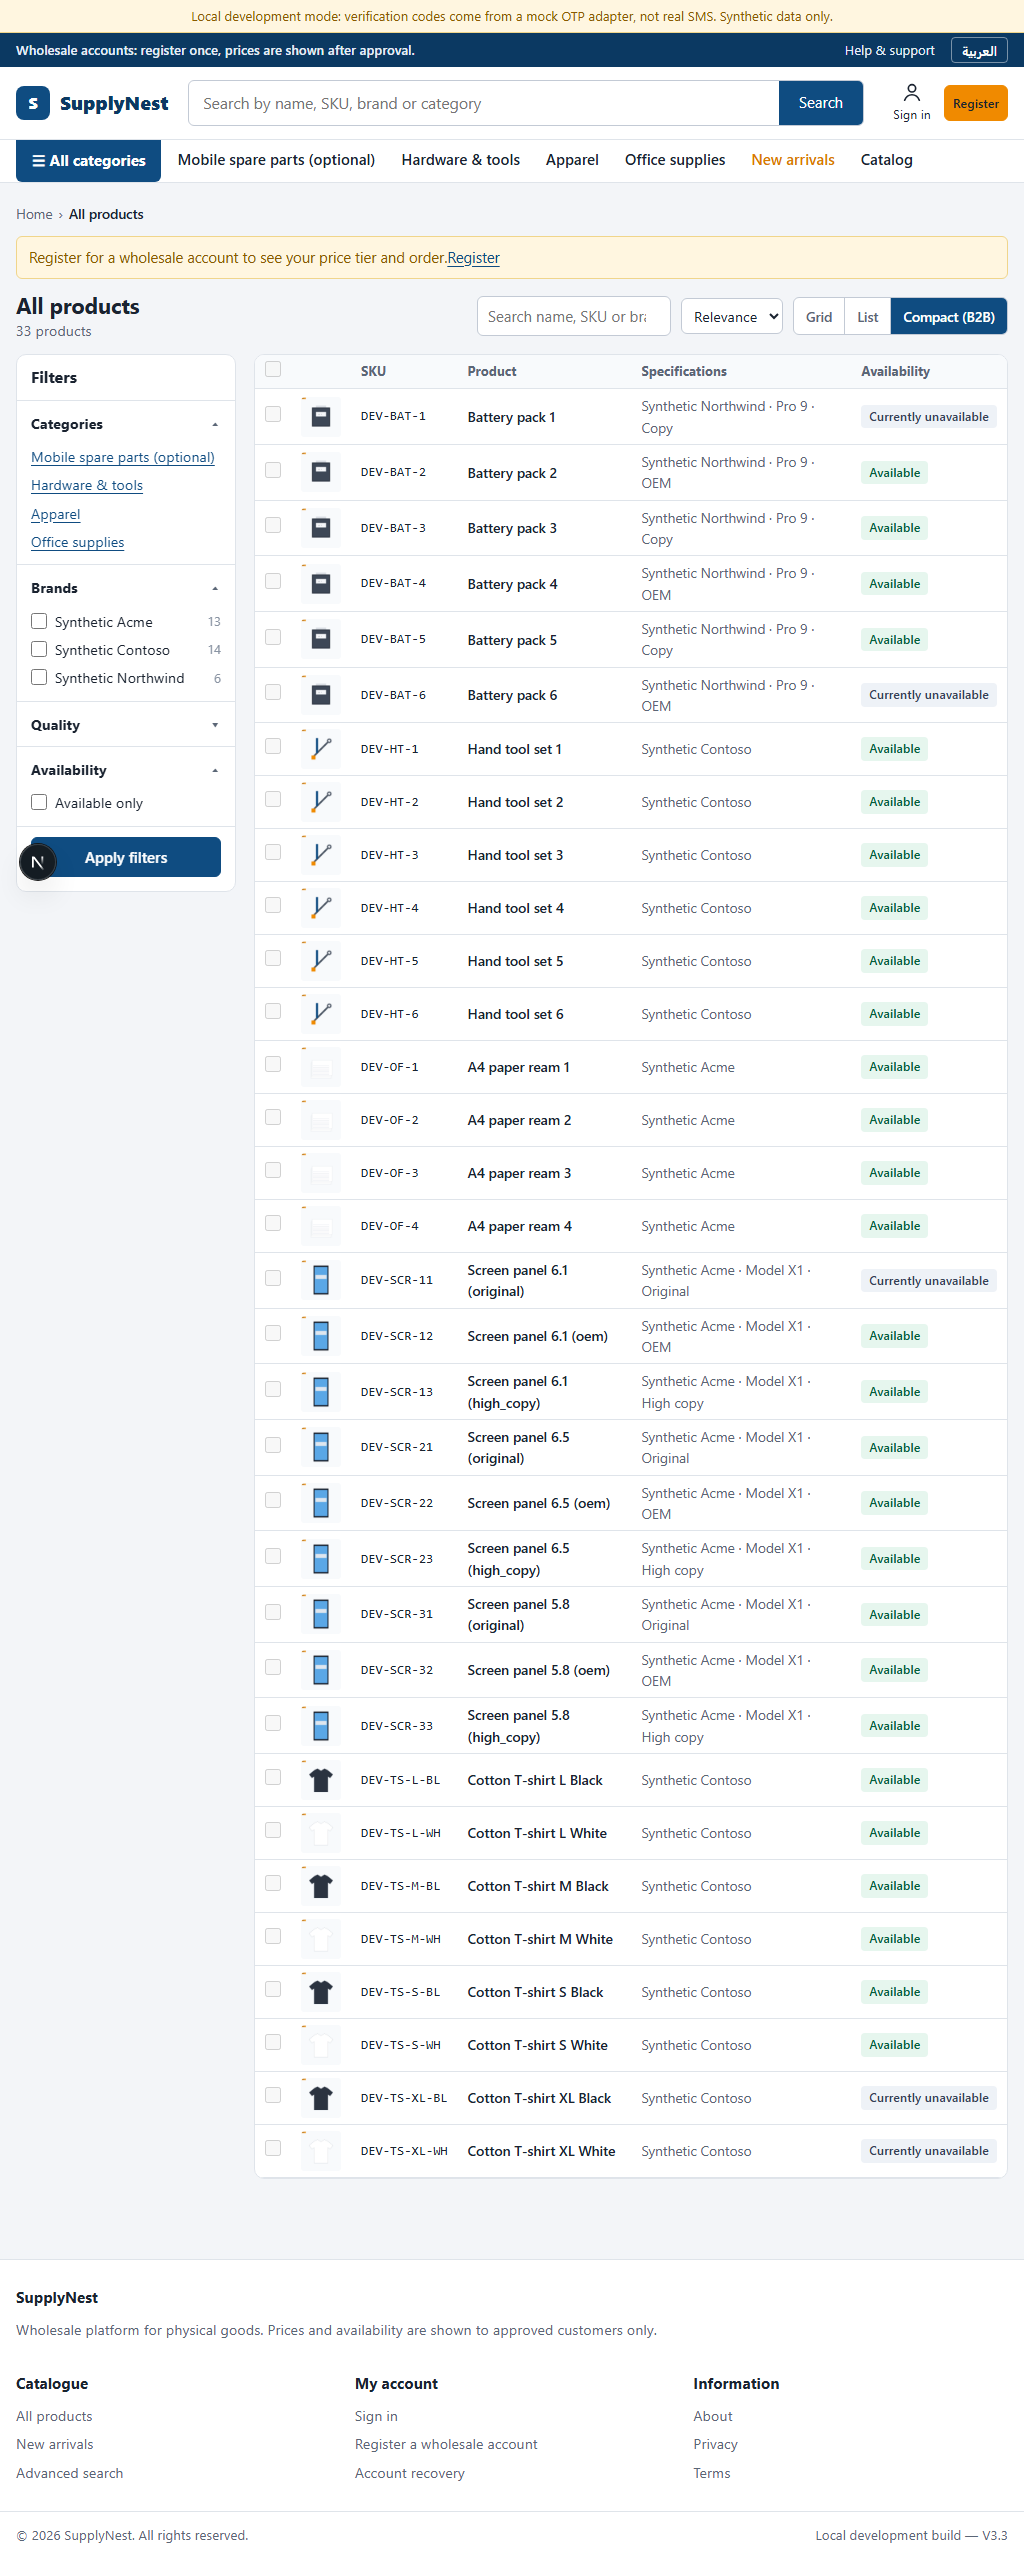 Local development mode: verification codes come from a mock OTP adapter, not real SMS. Synthetic data only.
Wholesale accounts: register once, prices are shown after approval.
Help & support
العربية
S
SupplyNest
Search by name, SKU, brand or category
Search
Sign in
Register
☰ All categories
Mobile spare parts (optional)
Hardware & tools
Apparel
Office supplies
New arrivals
Catalog
Home › All products
Register for a wholesale account to see your price tier and order.Register
All products
33 products
Search name, SKU or bra
Relevance
Grid
List
Compact (B2B)
Filters
Categories
Mobile spare parts (optional)
Hardware & tools
Apparel
Office supplies
Brands
Synthetic Acme 13
Synthetic Contoso 14
Synthetic Northwind 6
Quality
Availability
Available only
N
Apply filters
SKU Product Specifications Availability
DEV-BAT-1 Battery pack 1 Synthetic Northwind · Pro 9 ·
Copy
Currently unavailable
DEV-BAT-2 Battery pack 2 Synthetic Northwind · Pro 9 ·
OEM
Available
DEV-BAT-3 Battery pack 3 Synthetic Northwind · Pro 9 ·
Copy
Available
DEV-BAT-4 Battery pack 4 Synthetic Northwind · Pro 9 ·
OEM
Available
DEV-BAT-5 Battery pack 5 Synthetic Northwind · Pro 9 ·
Copy
Available
DEV-BAT-6 Battery pack 6 Synthetic Northwind · Pro 9 ·
OEM
Currently unavailable
DEV-HT-1 Hand tool set 1 Synthetic Contoso Available
DEV-HT-2 Hand tool set 2 Synthetic Contoso Available
DEV-HT-3 Hand tool set 3 Synthetic Contoso Available
DEV-HT-4 Hand tool set 4 Synthetic Contoso Available
DEV-HT-5 Hand tool set 5 Synthetic Contoso Available
DEV-HT-6 Hand tool set 6 Synthetic Contoso Available
DEV-OF-1 A4 paper ream 1 Synthetic Acme Available
DEV-OF-2 A4 paper ream 2 Synthetic Acme Available
DEV-OF-3 A4 paper ream 3 Synthetic Acme Available
DEV-OF-4 A4 paper ream 4 Synthetic Acme Available
DEV-SCR-11 Screen panel 6.1
(original)
Synthetic Acme · Model X1 ·
Original
Currently unavailable
DEV-SCR-12 Screen panel 6.1 (oem) Synthetic Acme · Model X1 ·
OEM
Available
DEV-SCR-13 Screen panel 6.1
(high_copy)
Synthetic Acme · Model X1 ·
High copy
Available
DEV-SCR-21 Screen panel 6.5
(original)
Synthetic Acme · Model X1 ·
Original
Available
DEV-SCR-22 Screen panel 6.5 (oem) Synthetic Acme · Model X1 ·
OEM
Available
DEV-SCR-23 Screen panel 6.5
(high_copy)
Synthetic Acme · Model X1 ·
High copy
Available
DEV-SCR-31 Screen panel 5.8
(original)
Synthetic Acme · Model X1 ·
Original
Available
DEV-SCR-32 Screen panel 5.8 (oem) Synthetic Acme · Model X1 ·
OEM
Available
DEV-SCR-33 Screen panel 5.8
(high_copy)
Synthetic Acme · Model X1 ·
High copy
Available
DEV-TS-L-BL Cotton T-shirt L Black Synthetic Contoso Available
DEV-TS-L-WH Cotton T-shirt L White Synthetic Contoso Available
DEV-TS-M-BL Cotton T-shirt M Black Synthetic Contoso Available
DEV-TS-M-WH Cotton T-shirt M White Synthetic Contoso Available
DEV-TS-S-BL Cotton T-shirt S Black Synthetic Contoso Available
DEV-TS-S-WH Cotton T-shirt S White Synthetic Contoso Available
DEV-TS-XL-BL Cotton T-shirt XL Black Synthetic Contoso Currently unavailable
DEV-TS-XL-WH Cotton T-shirt XL White Synthetic Contoso Currently unavailable
SupplyNest
Wholesale platform for physical goods. Prices and availability are shown to approved customers only.
Catalogue
All products
New arrivals
Advanced search
My account
Sign in
Register a wholesale account
Account recovery
Information
About
Privacy
Terms
© 2026 SupplyNest. All rights reserved.
Local development build — V3.3